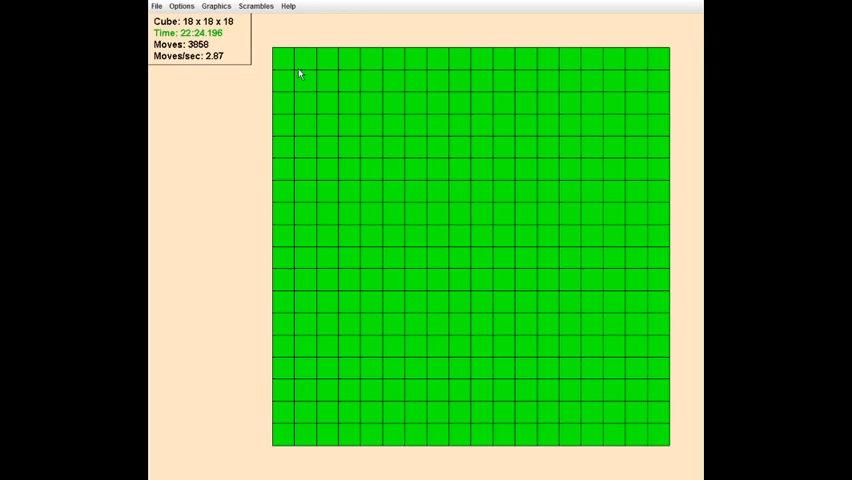 File Options Graphics Scrambles Help
Cube: 18 x 18 x 18
Time: 22:24.196
Moves: 3858
Moves/sec: 2.87